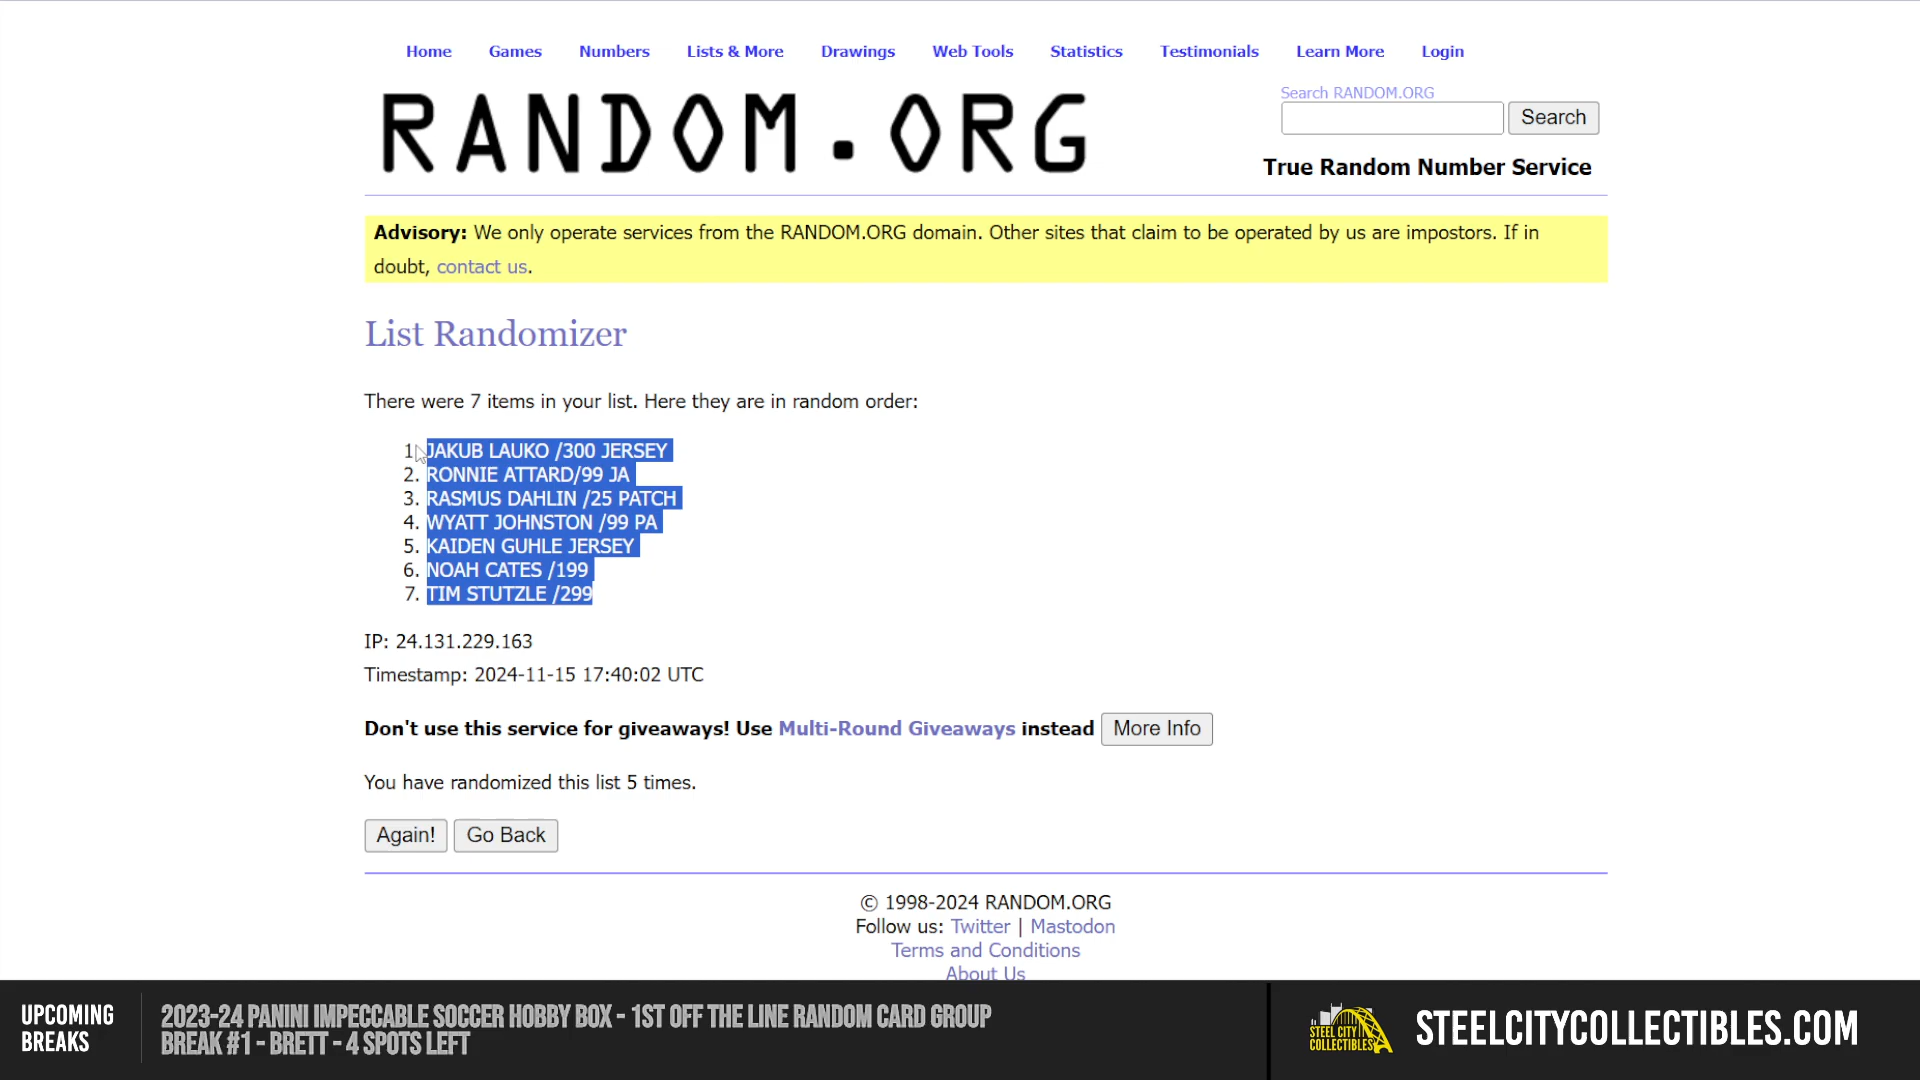 Home Games Numbers Lists & More Drawings Web Tools Statistics Testimonials Learn More Login
RANDOM.ORG
Search RANDOM.ORG
Search
True Random Number Service
Advisory: We only operate services from the RANDOM.ORG domain. Other sites that claim to be operated by us are impostors. If in
doubt, contact us.
List Randomizer
There were 7 items in your list. Here they are in random order:
1. JAKUB LAUKO /300 JERSEY
2. RONNIE ATTARD/99 JA
3. RASMUS DAHLIN /25 PATCH
4. WYATT JOHNSTON /99 PA
5. KAIDEN GUHLE JERSEY
6. NOAH CATES /199
7. TIM STUTZLE /299
IP: 24.131.229.163
Timestamp: 2024-11-15 17:40:02 UTC
Don't use this service for giveaways! Use Multi-Round Giveaways instead More Info
You have randomized this list 5 times.
Again! Go Back
© 1998-2024 RANDOM.ORG
Follow us: Twitter | Mastodon
Terms and Conditions
About Us
UPCOMING
BREAKS
2023-24 PANINI IMPECCABLE SOCCER HOBBY BOX - 1ST OFF THE LINE RANDOM CARD GROUP
BREAK #1 - BRETT - 4 SPOTS LEFT
STEEL CITY
COLLECTIBLES
STEELCITYCOLLECTIBLES.COM